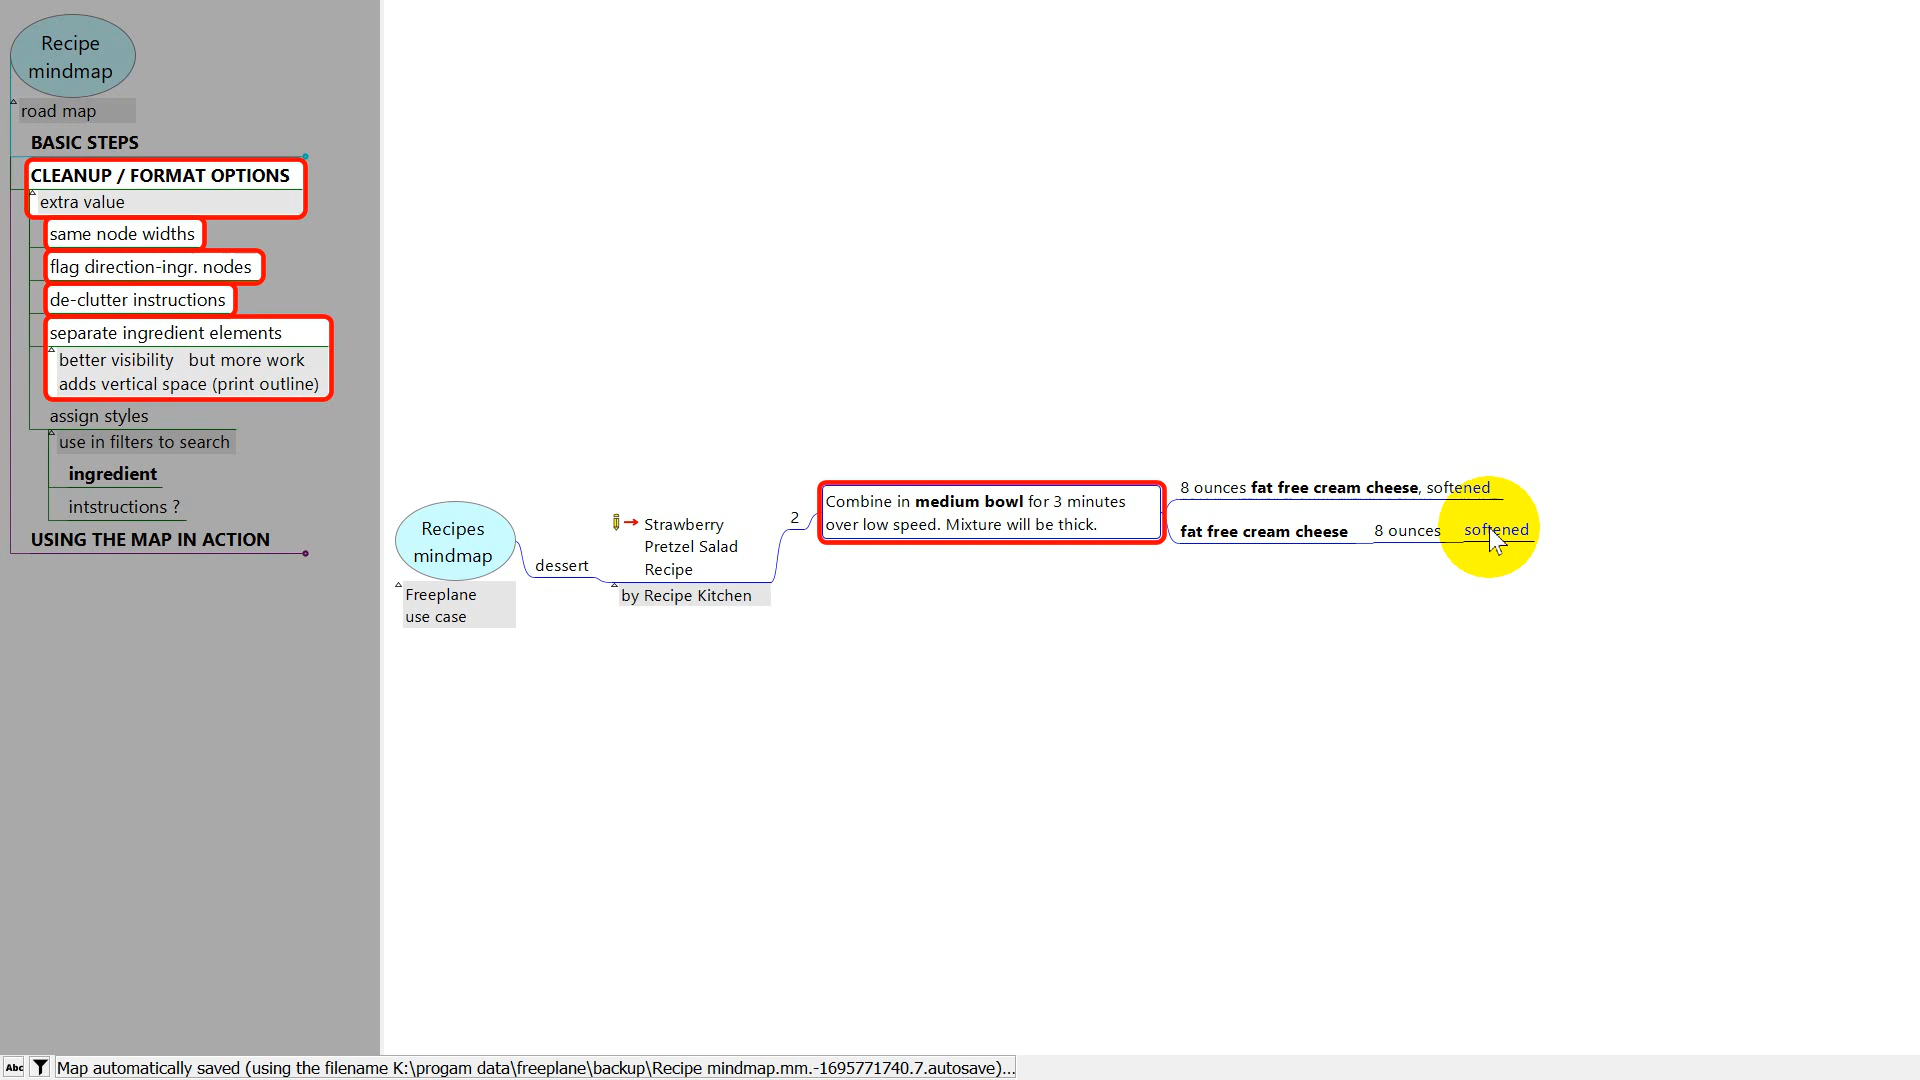 Recipe
mindmap
road map
BASIC STEPS
CLEANUP / FORMAT OPTIONS
extra value
same node widths
flag direction-ingr. nodes
de-clutter instructions
separate ingredient elements
better visibility but more work
adds vertical space (print outline)
assign styles
use in filters to search
ingredient
intstructions ?
USING THE MAP IN ACTION
Recipes
mindmap
Freeplane
use case
dessert
Strawberry
Pretzel Salad
Recipe
by Recipe Kitchen
2
Combine in medium bowl for 3 minutes
over low speed. Mixture will be thick.
8 ounces fat free cream cheese, softened
fat free cream cheese 8 ounces softened
Abc Map automatically saved (using the filename K:\progam data\freeplane\backup\Recipe mindmap.mm.-1695771740.7.autosave)...